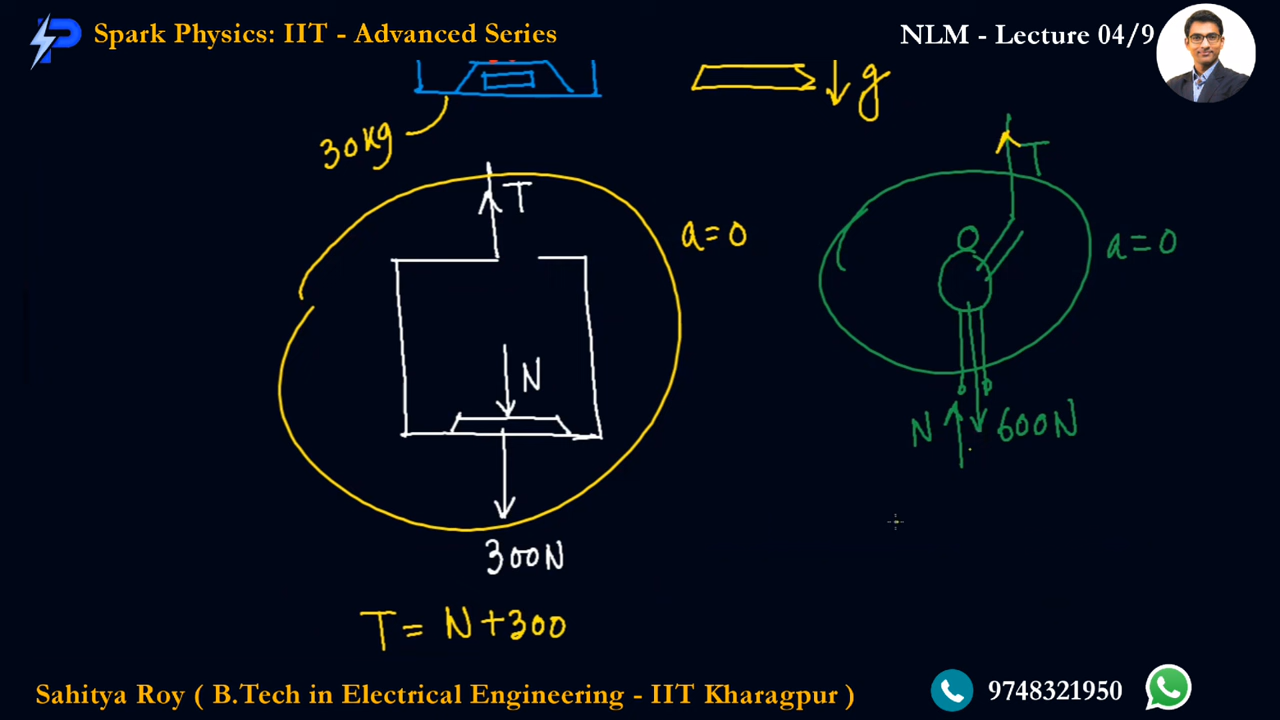 Spark Physics: IIT - Advanced Series
NLM - Lecture 04/9
30kg
g
T
T
a=0
a=0
N
N
600N
300N
T= N+300
Sahitya Roy ( B.Tech in Electrical Engineering - IIT Kharagpur )
9748321950